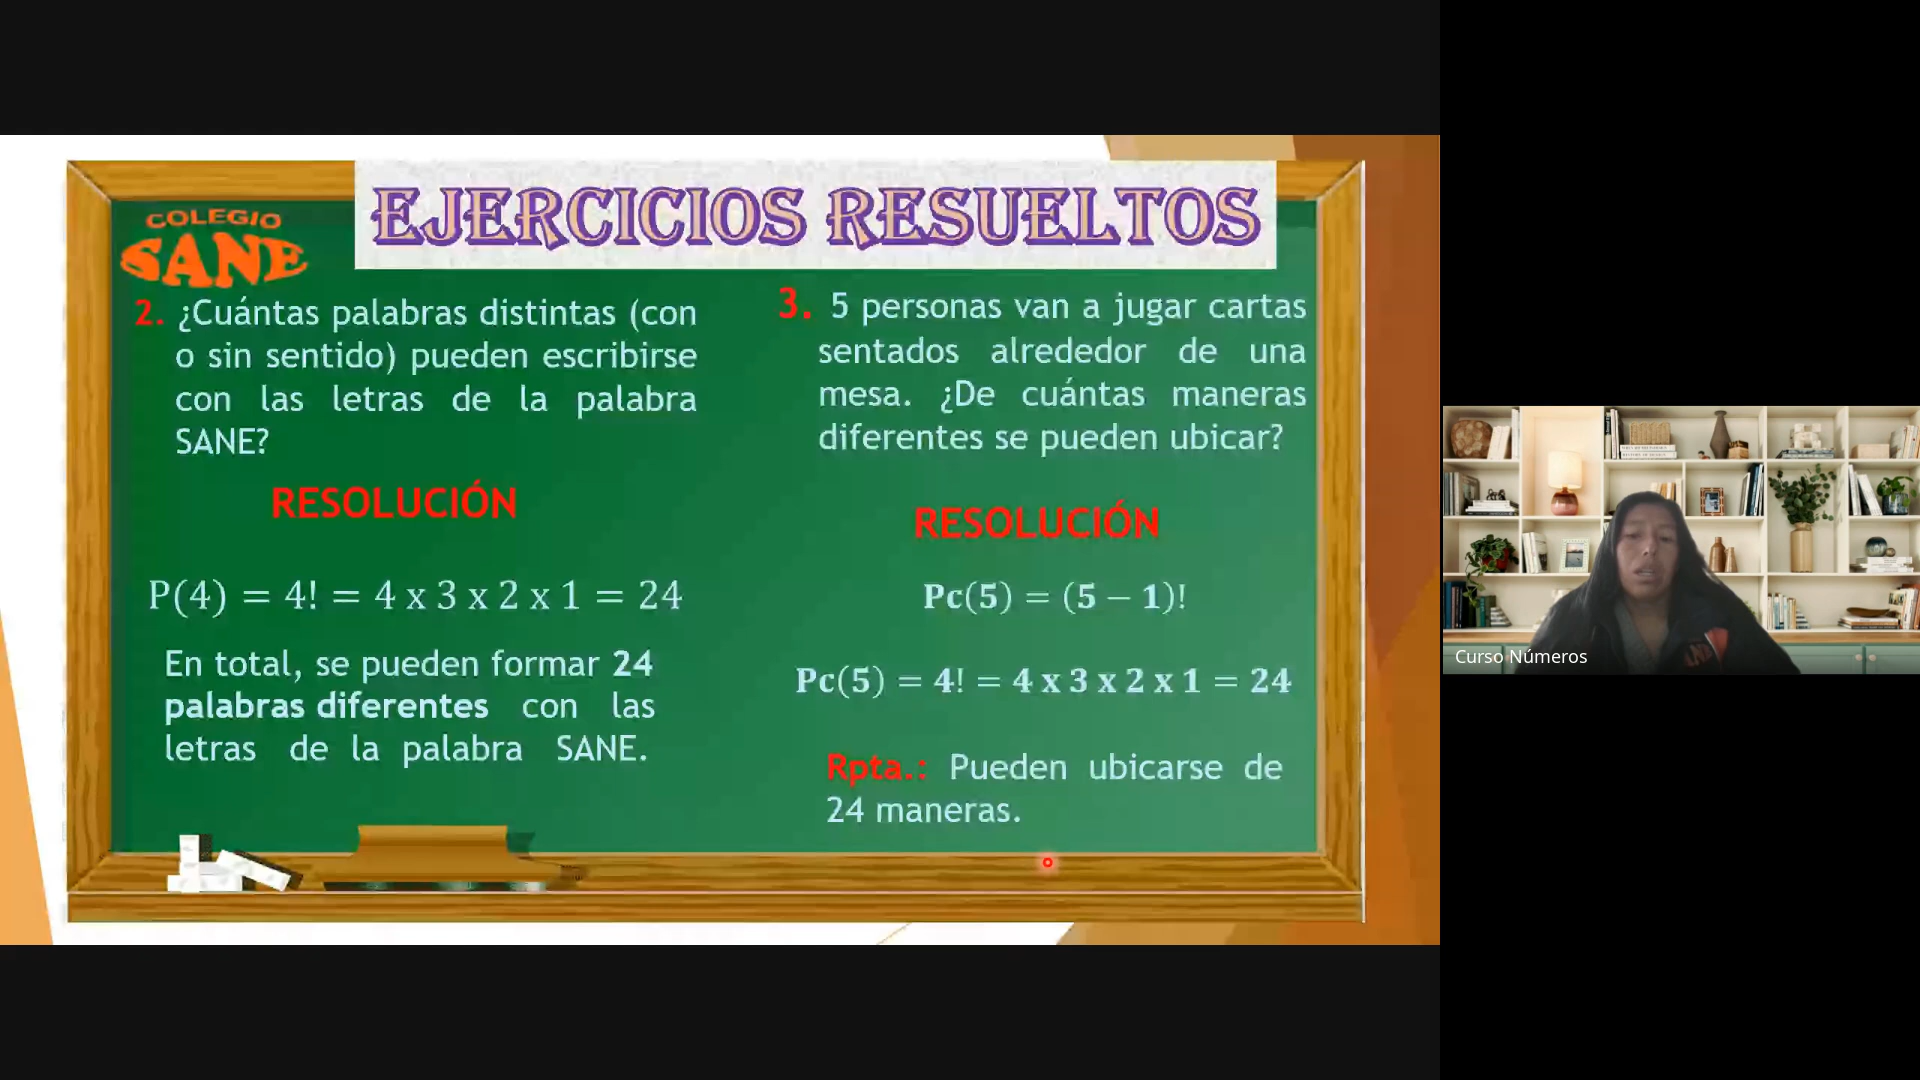 EJERCICIOS RESUELTOS
COLEGIO
SANE
2. ¿Cuántas palabras distintas (con
o sin sentido) pueden escribirse
con las letras de la palabra
SANE?
RESOLUCIÓN
P(4) = 4! = 4 x 3 x 2 x 1 = 24
En total, se pueden formar 24
palabras diferentes con las
letras de la palabra SANE.
3. 5 personas van a jugar cartas
sentados alrededor de una
mesa. ¿De cuántas maneras
diferentes se pueden ubicar?
RESOLUCIÓN
Pc(5) = (5 − 1)!
Pc(5) = 4! = 4 x 3 x 2 x 1 = 24
Rpta.: Pueden ubicarse de
24 maneras.
Curso Números